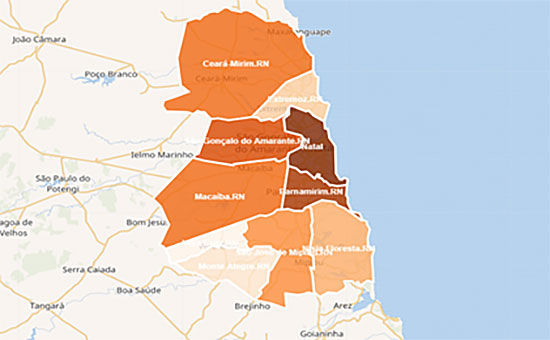 João Câmara
Maxaranguape
Ceará-Mirim.RN
Ceará-Mirim
Poço Branco
Extremoz.RN
Gonçalo do Amarante.RN
Natal
Ielmo Marinho
Macaíba
São Paulo do
Potengi
Macaíba.RN
Parnamirim.RN
Lagoa de
Velhos
Bom Jesus
Nísia Floresta.RN
São José de Mipibu.RN
Monte Alegre.RN
Serra Caiada
Boa Saúde
Tangará
Brejinho
Arez
Goianinha